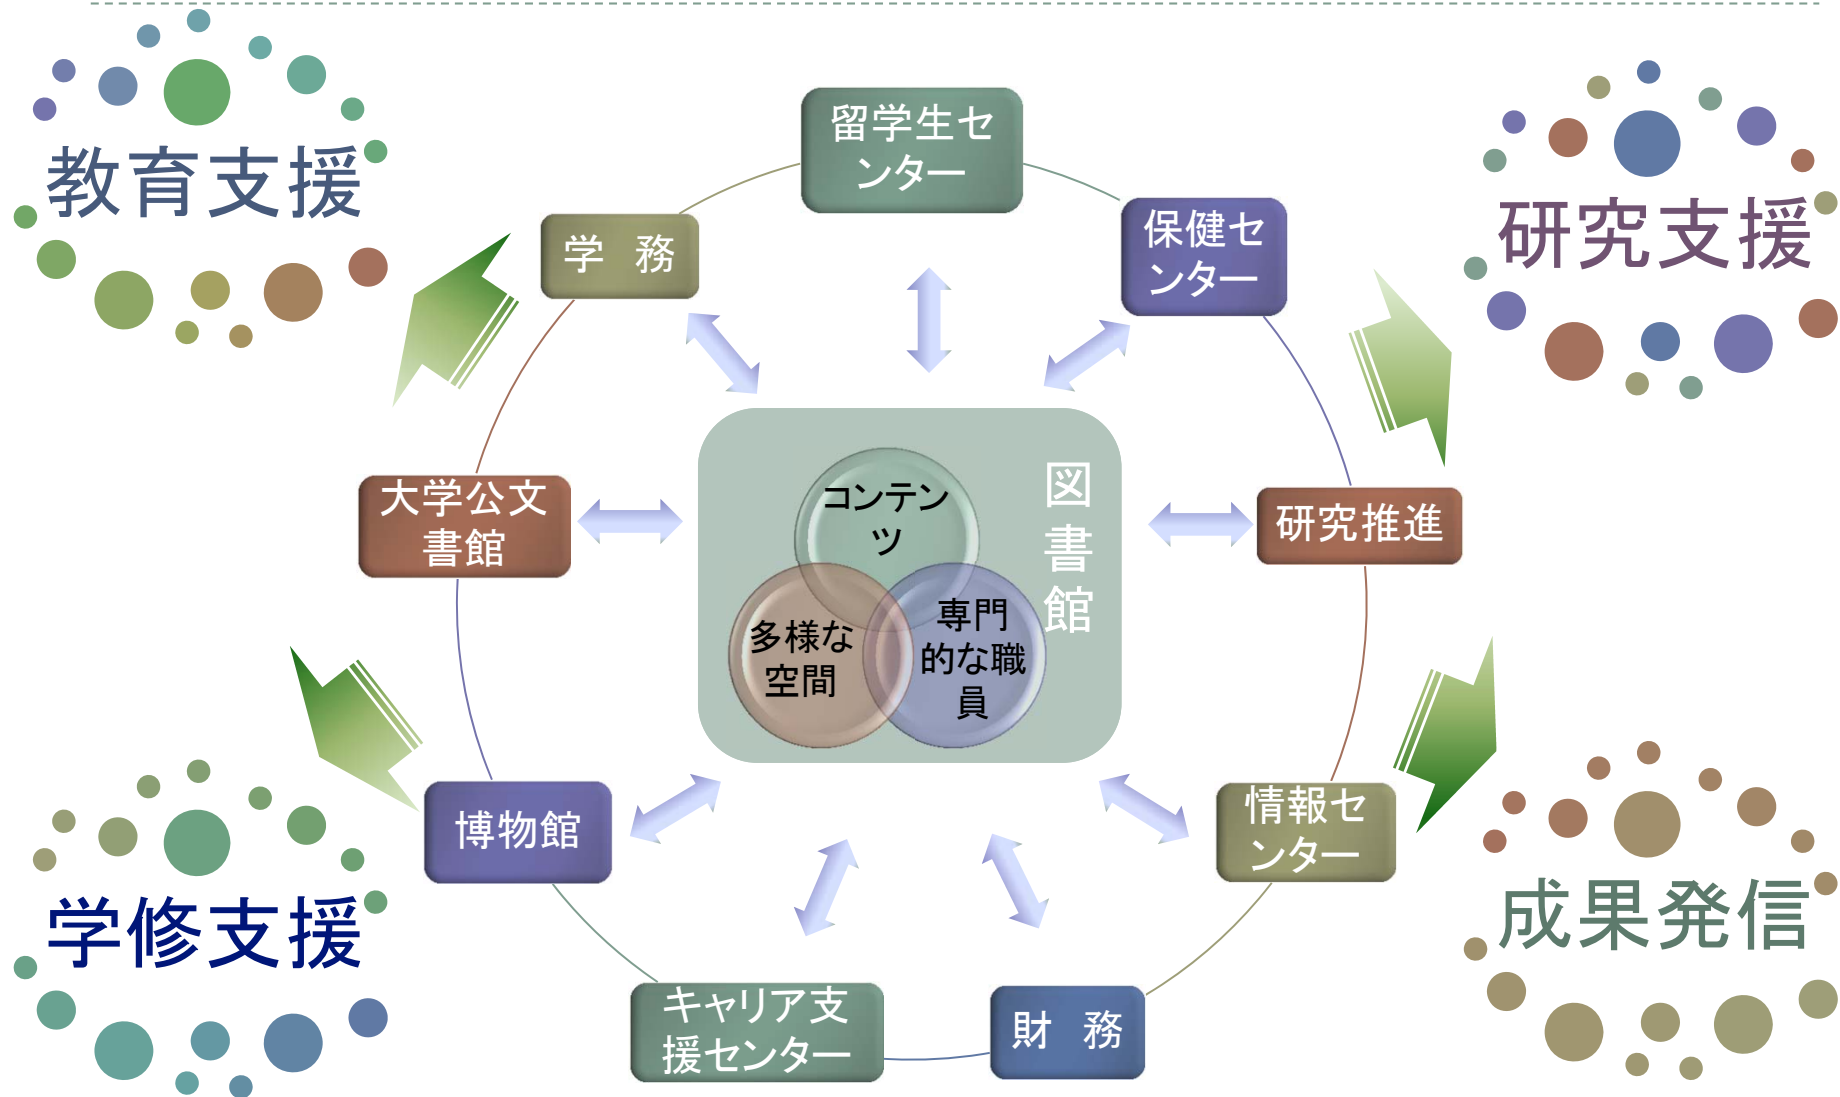 教育支援
留学生セ
ンター
研究支援
学　務
保健セ
ンター
大学公文
書館
図書館
コンテン
ツ
多様な
空間
専門
的な職
員
研究推進
博物館
情報セ
ンター
学修支援
成果発信
キャリア支
援センター
財　務